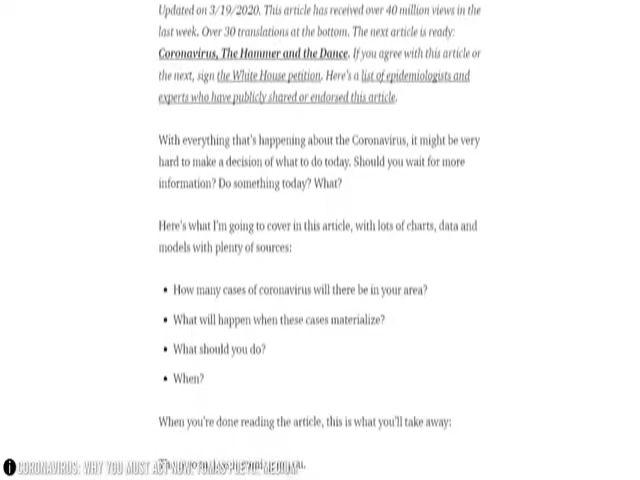 Updated on 3/19/2020. This article has received over 40 million views in the
last week. Over 30 translations at the bottom. The next article is ready:
Coronavirus, The Hammer and the Dance. If you agree with this article or
the next, sign the White House petition. Here's a list of epidemiologists and
experts who have publicly shared or endorsed this article.
With everything that's happening about the Coronavirus, it might be very
hard to make a decision of what to do today. Should you wait for more
information? Do something today? What?
Here's what I'm going to cover in this article, with lots of charts, data and
models with plenty of sources:
• How many cases of coronavirus will there be in your area?
• What will happen when these cases materialize?
• What should you do?
• When?
When you're done reading the article, this is what you'll take away:
CORONAVIRUS: WHY YOU MUST ACT NOW.